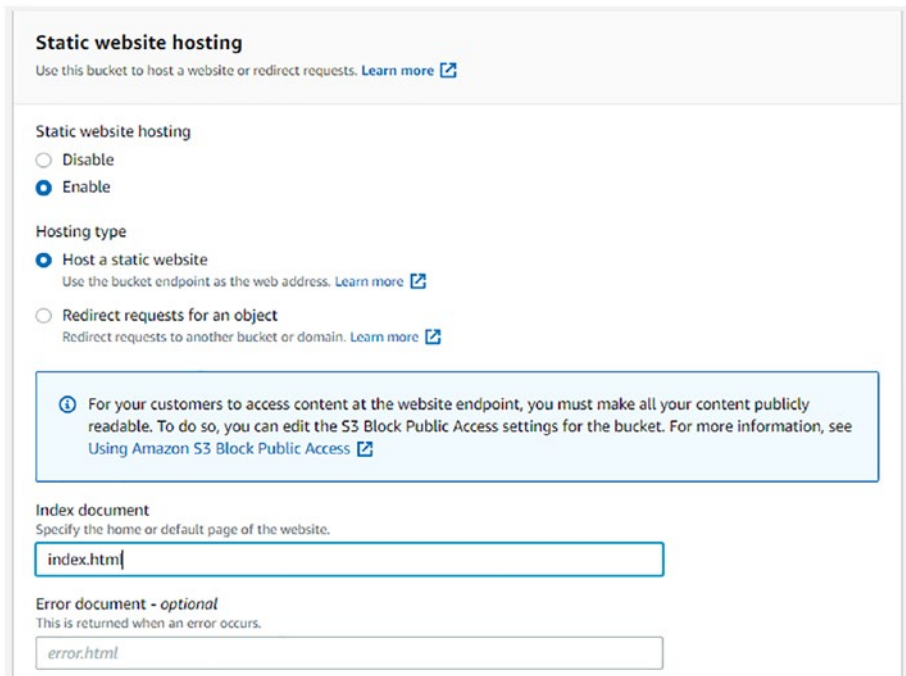 Static website hosting
Use this bucket to host a website or redirect requests. Learn more
Static website hosting
Disable
Enable
Hosting type
Host a static website
Use the bucket endpoint as the web address. Learn more
Redirect requests for an object
Redirect requests to another bucket or domain. Learn more
For your customers to access content at the website endpoint, you must make all your content publicly
readable. To do so, you can edit the S3 Block Public Access settings for the bucket. For more information, see
Using Amazon S3 Block Public Access
Index document
Specify the home or default page of the website.
index.html
Error document - optional
This is returned when an error occurs.
error.html